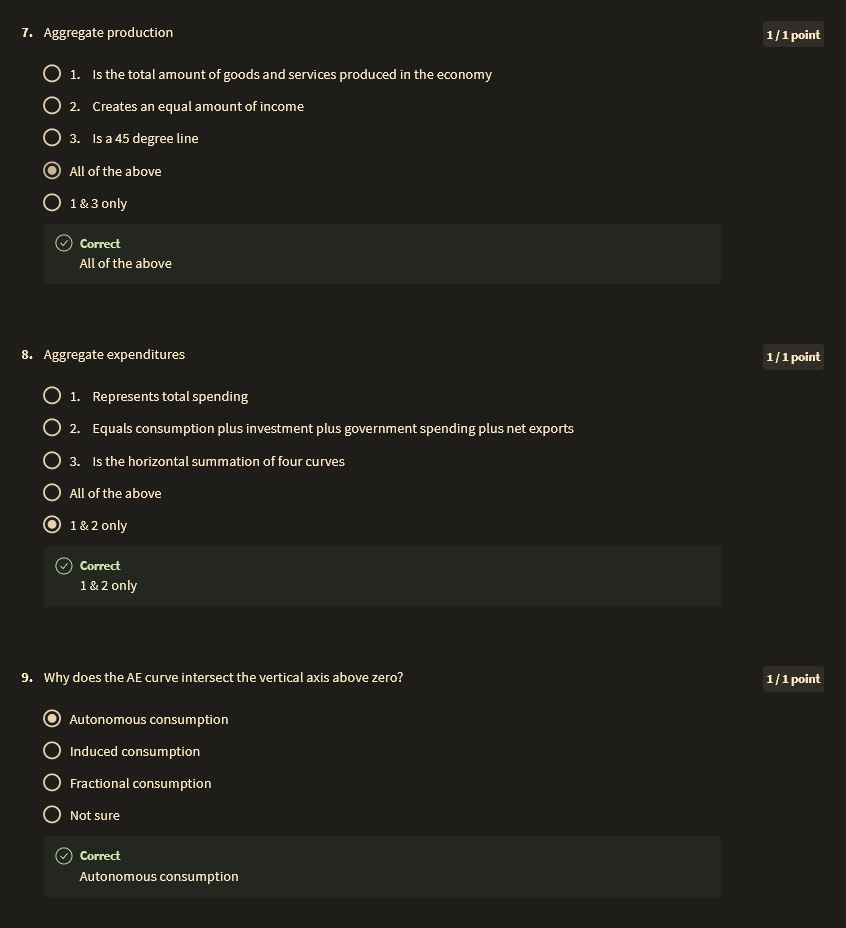 7. Aggregate production
1 / 1 point
1. Is the total amount of goods and services produced in the economy
2. Creates an equal amount of income
3. Is a 45 degree line
All of the above
1 & 3 only
Correct
All of the above
8. Aggregate expenditures
1 / 1 point
1. Represents total spending
2. Equals consumption plus investment plus government spending plus net exports
3. Is the horizontal summation of four curves
All of the above
1 & 2 only
Correct
1 & 2 only
9. Why does the AE curve intersect the vertical axis above zero?
1 / 1 point
Autonomous consumption
Induced consumption
Fractional consumption
Not sure
Correct
Autonomous consumption